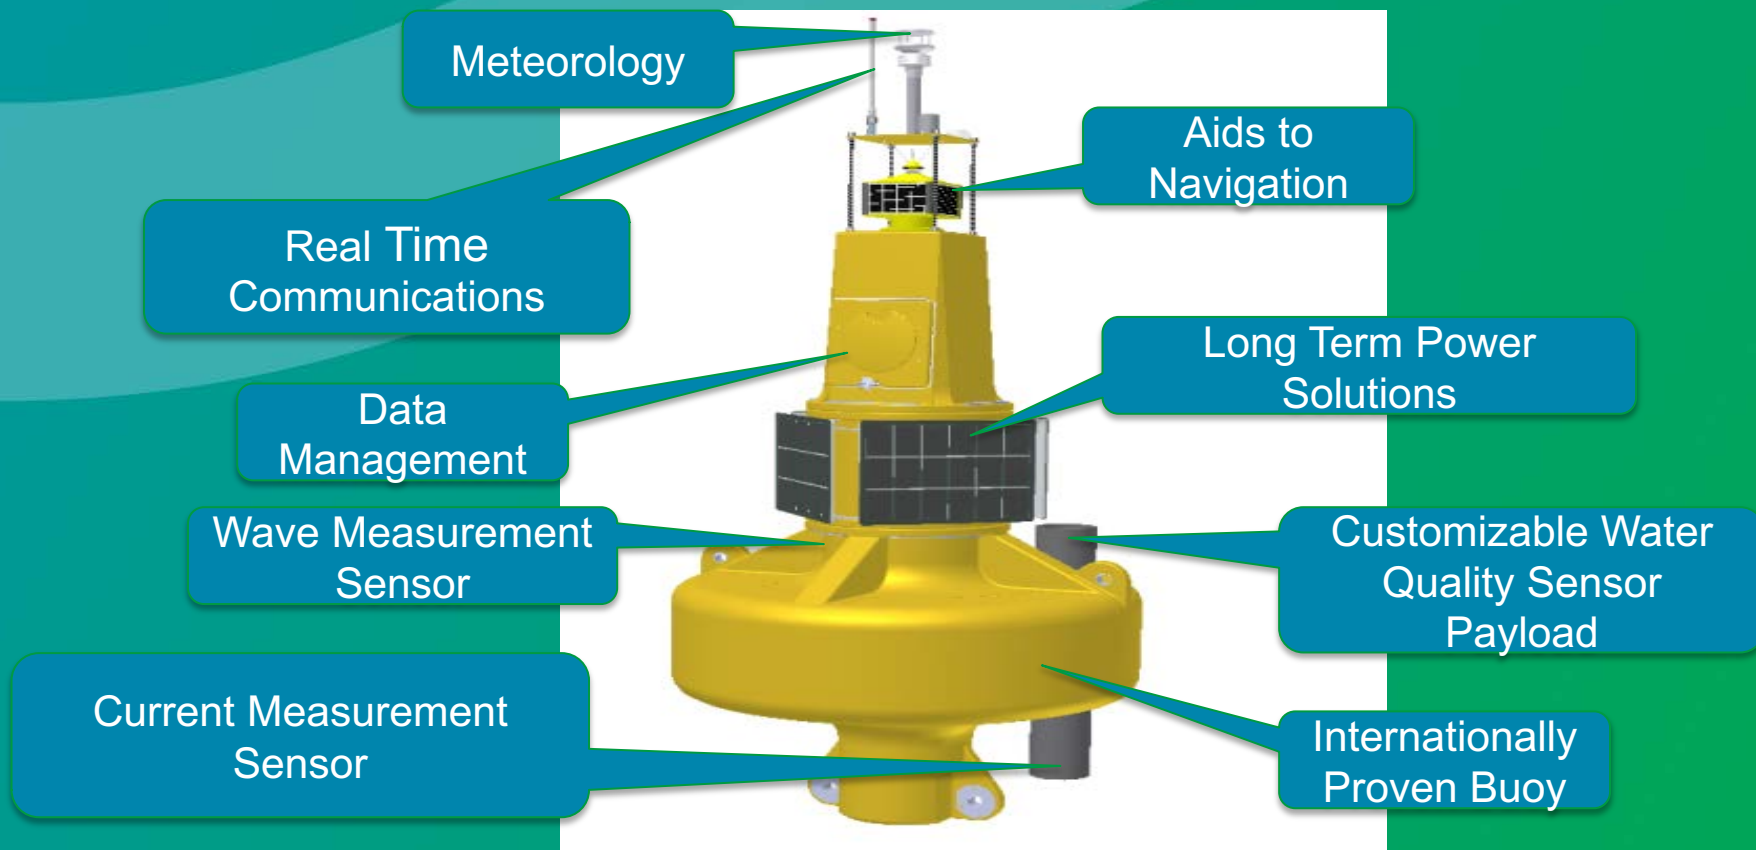 Meteorology
Aids to
Navigation
Real Time
Communications
Long Term Power
Solutions
Data
Management
Wave Measurement
Sensor
Customizable Water
Quality Sensor
Payload
Current Measurement
Sensor
Internationally
Proven Buoy